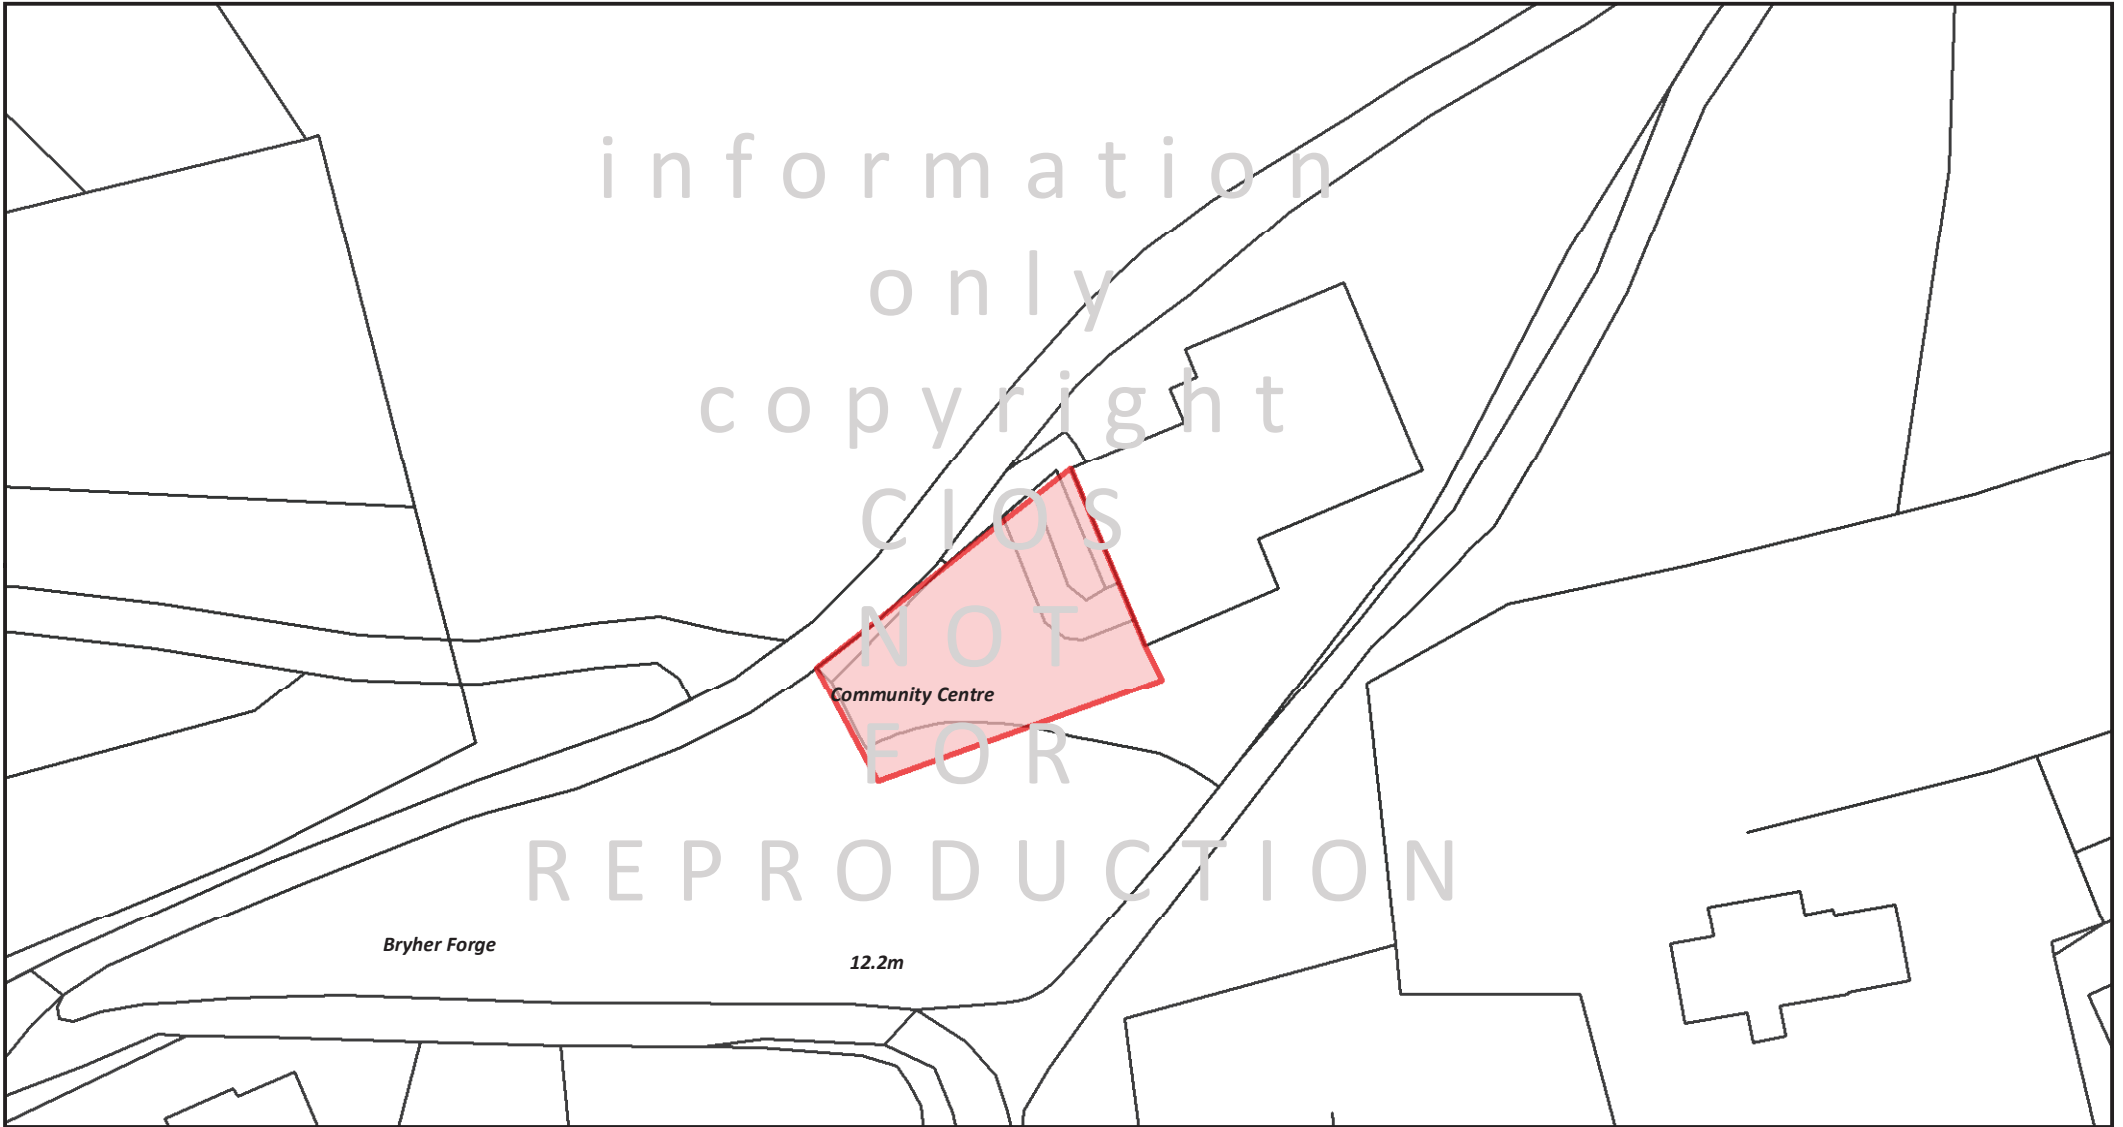 information
only
copyright
CIOS
NOT
Community Centre
FOR
REPRODUCTION
Bryher Forge
12.2m